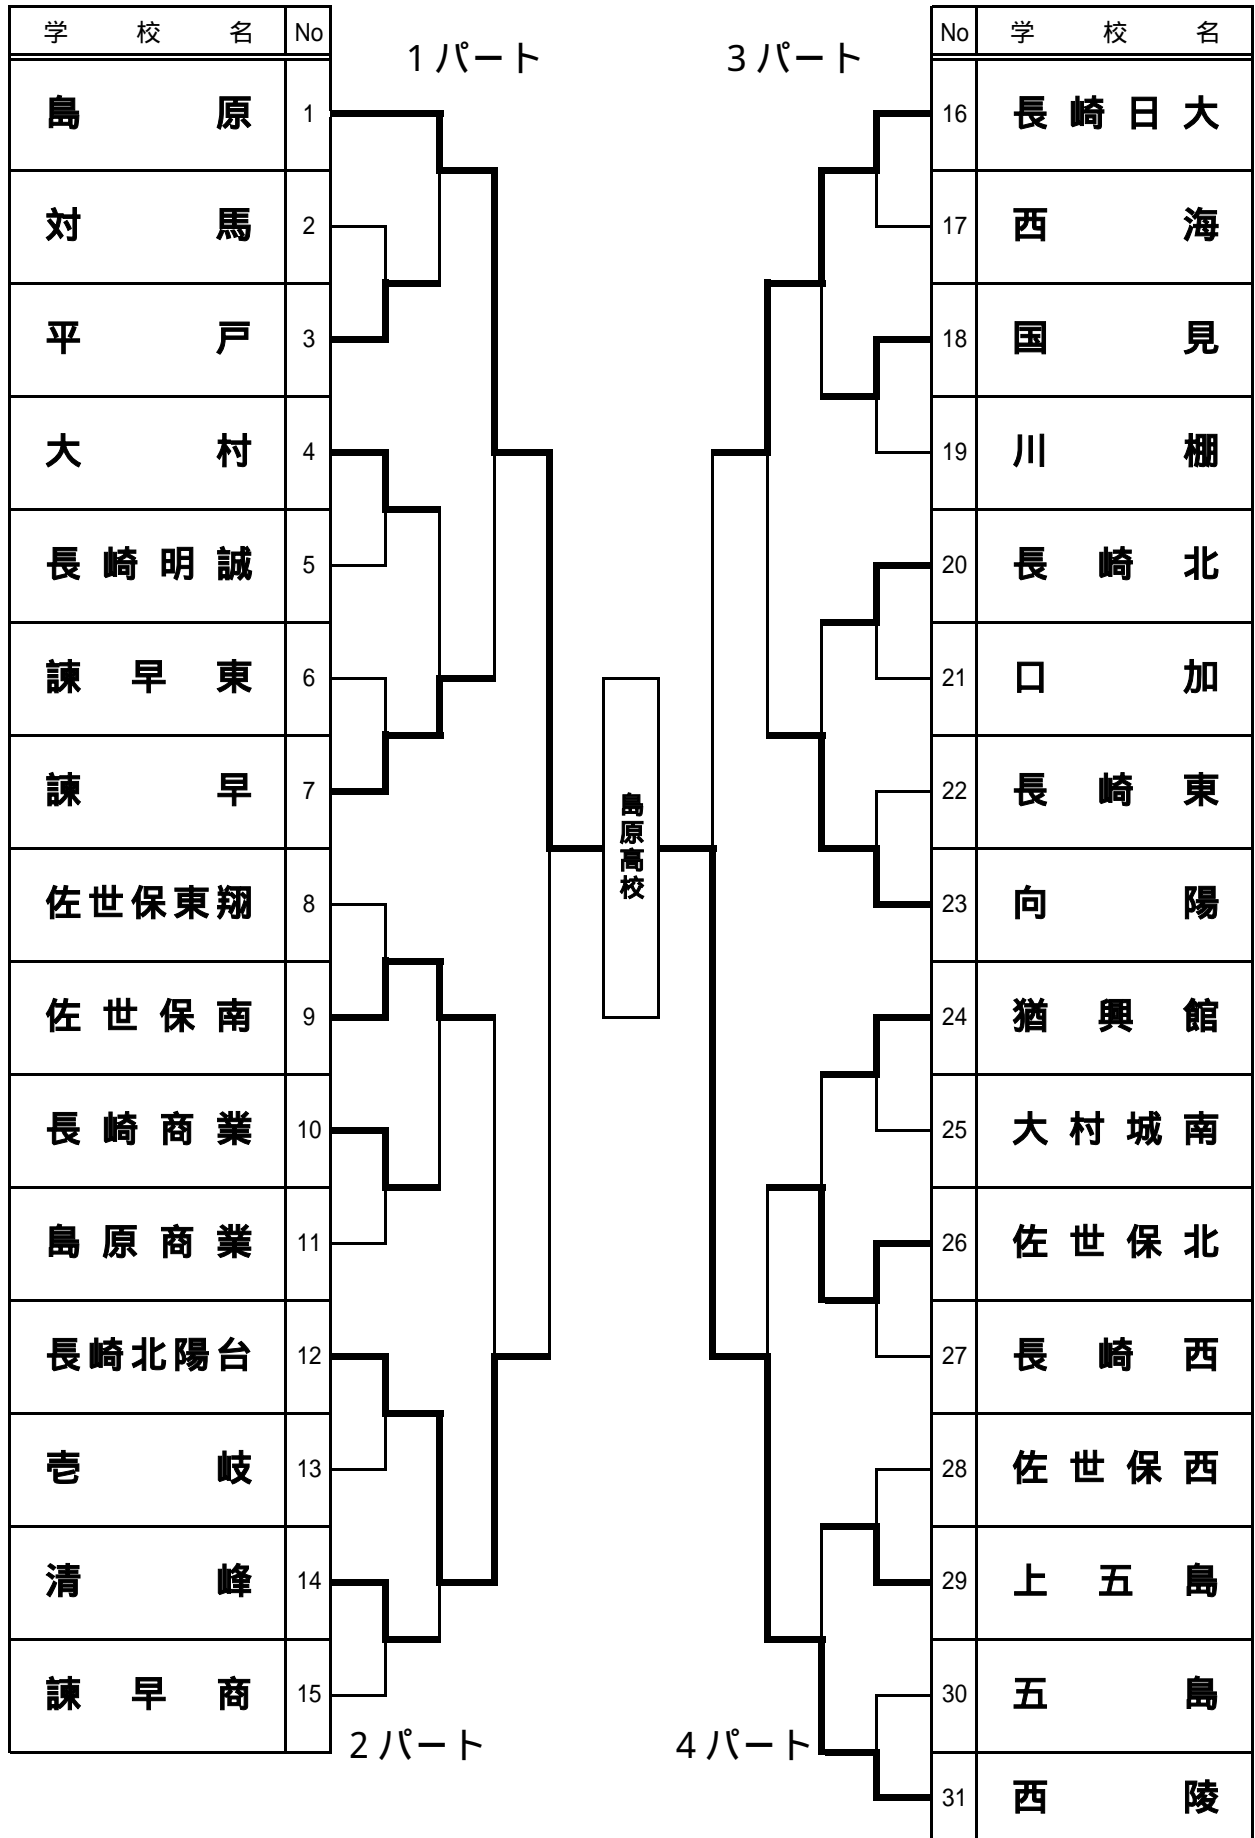 学校名 No
1パート
3パート
No 学校名
島原 1
対馬 2
平戸 3
大村 4
長崎明誠 5
諫早東 6
諫早 7
佐世保東翔 8
佐世保南 9
長崎商業 10
島原商業 11
長崎北陽台 12
壱岐 13
清峰 14
諫早商 15
島原高校
16 長崎日大
17 西海
18 国見
19 川棚
20 長崎北
21 口加
22 長崎東
23 向陽
24 猶興館
25 大村城南
26 佐世保北
27 長崎西
28 佐世保西
29 上五島
30 五島
31 西陵
2パート
4パート